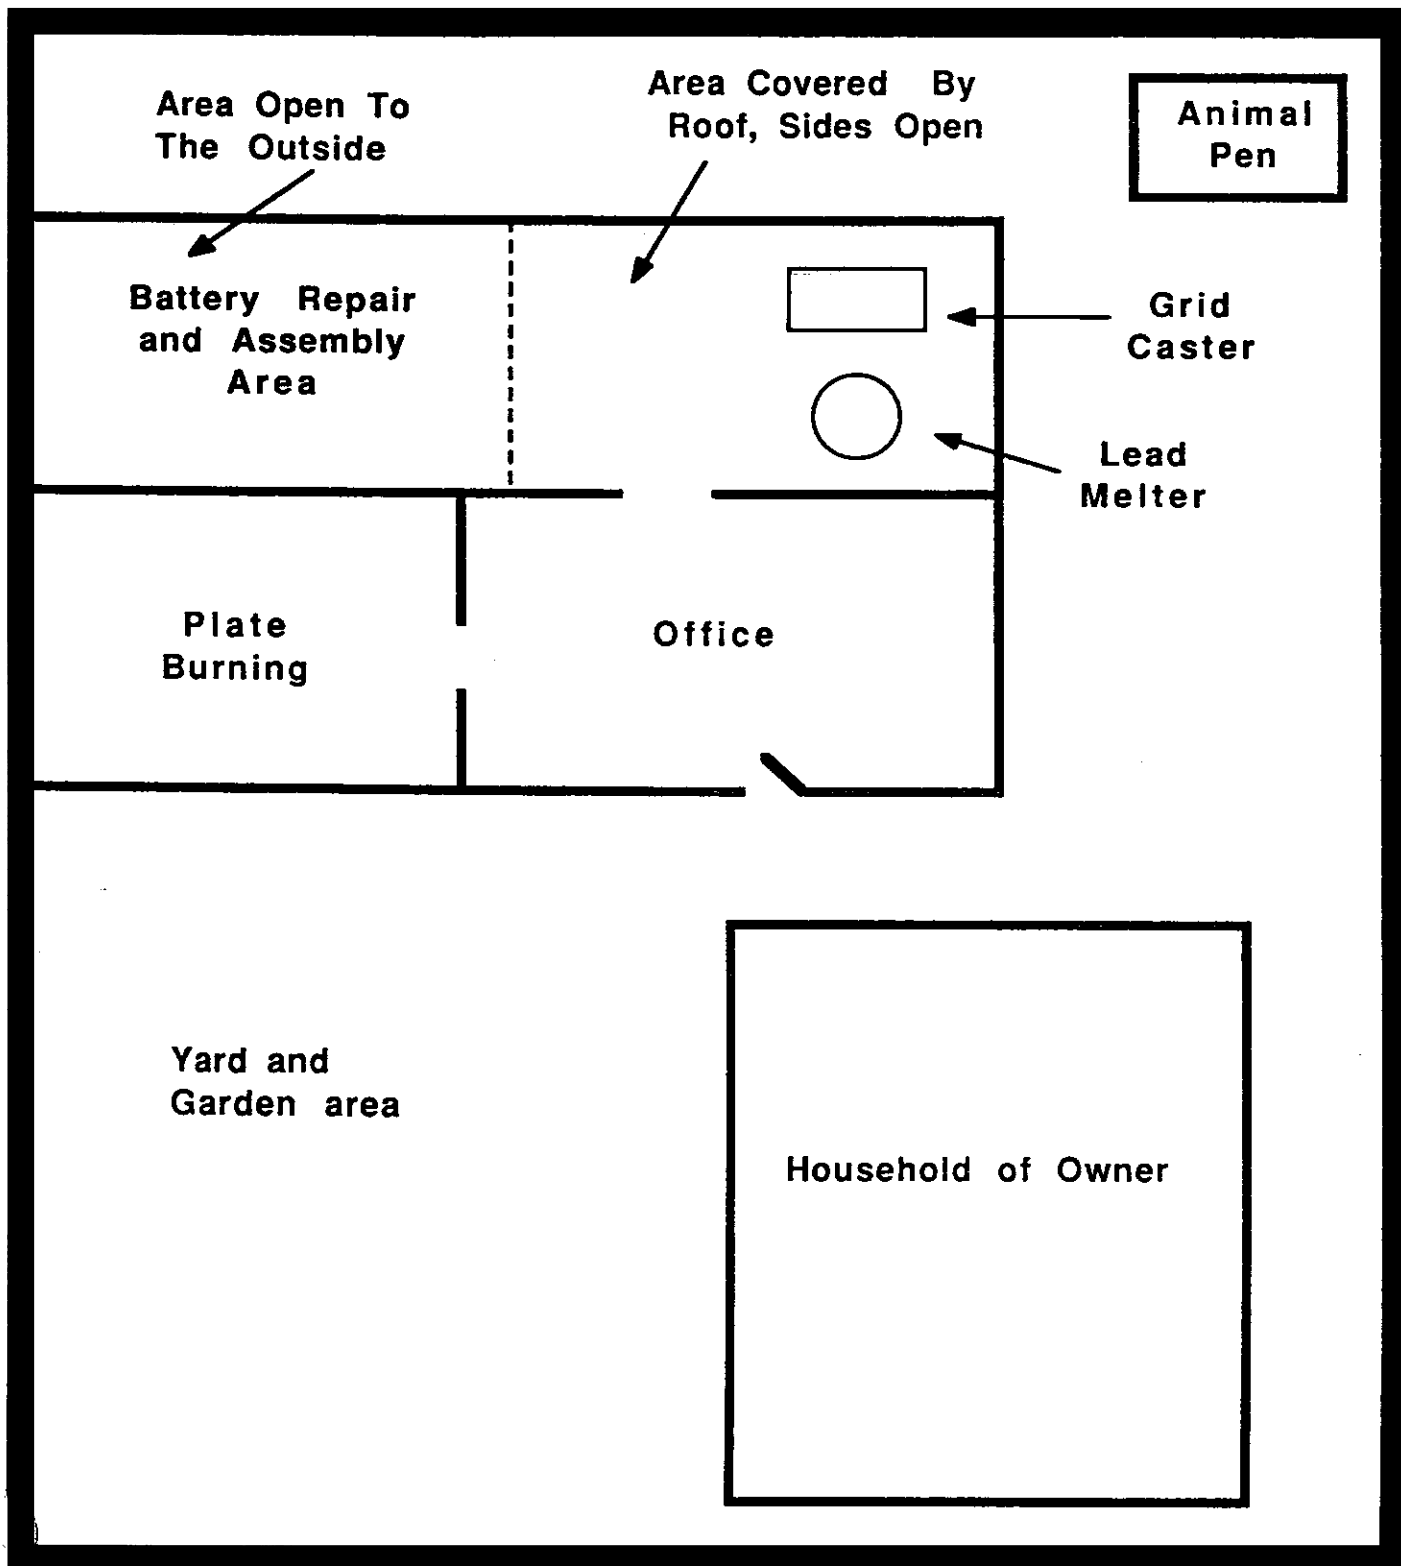 Area Open To
The Outside
Area Covered By
Roof, Sides Open
Animal
Pen
Battery Repair
and Assembly
Area
Grid
Caster
Lead
Melter
Plate
Burning
Office
Yard and
Garden area
Household of Owner